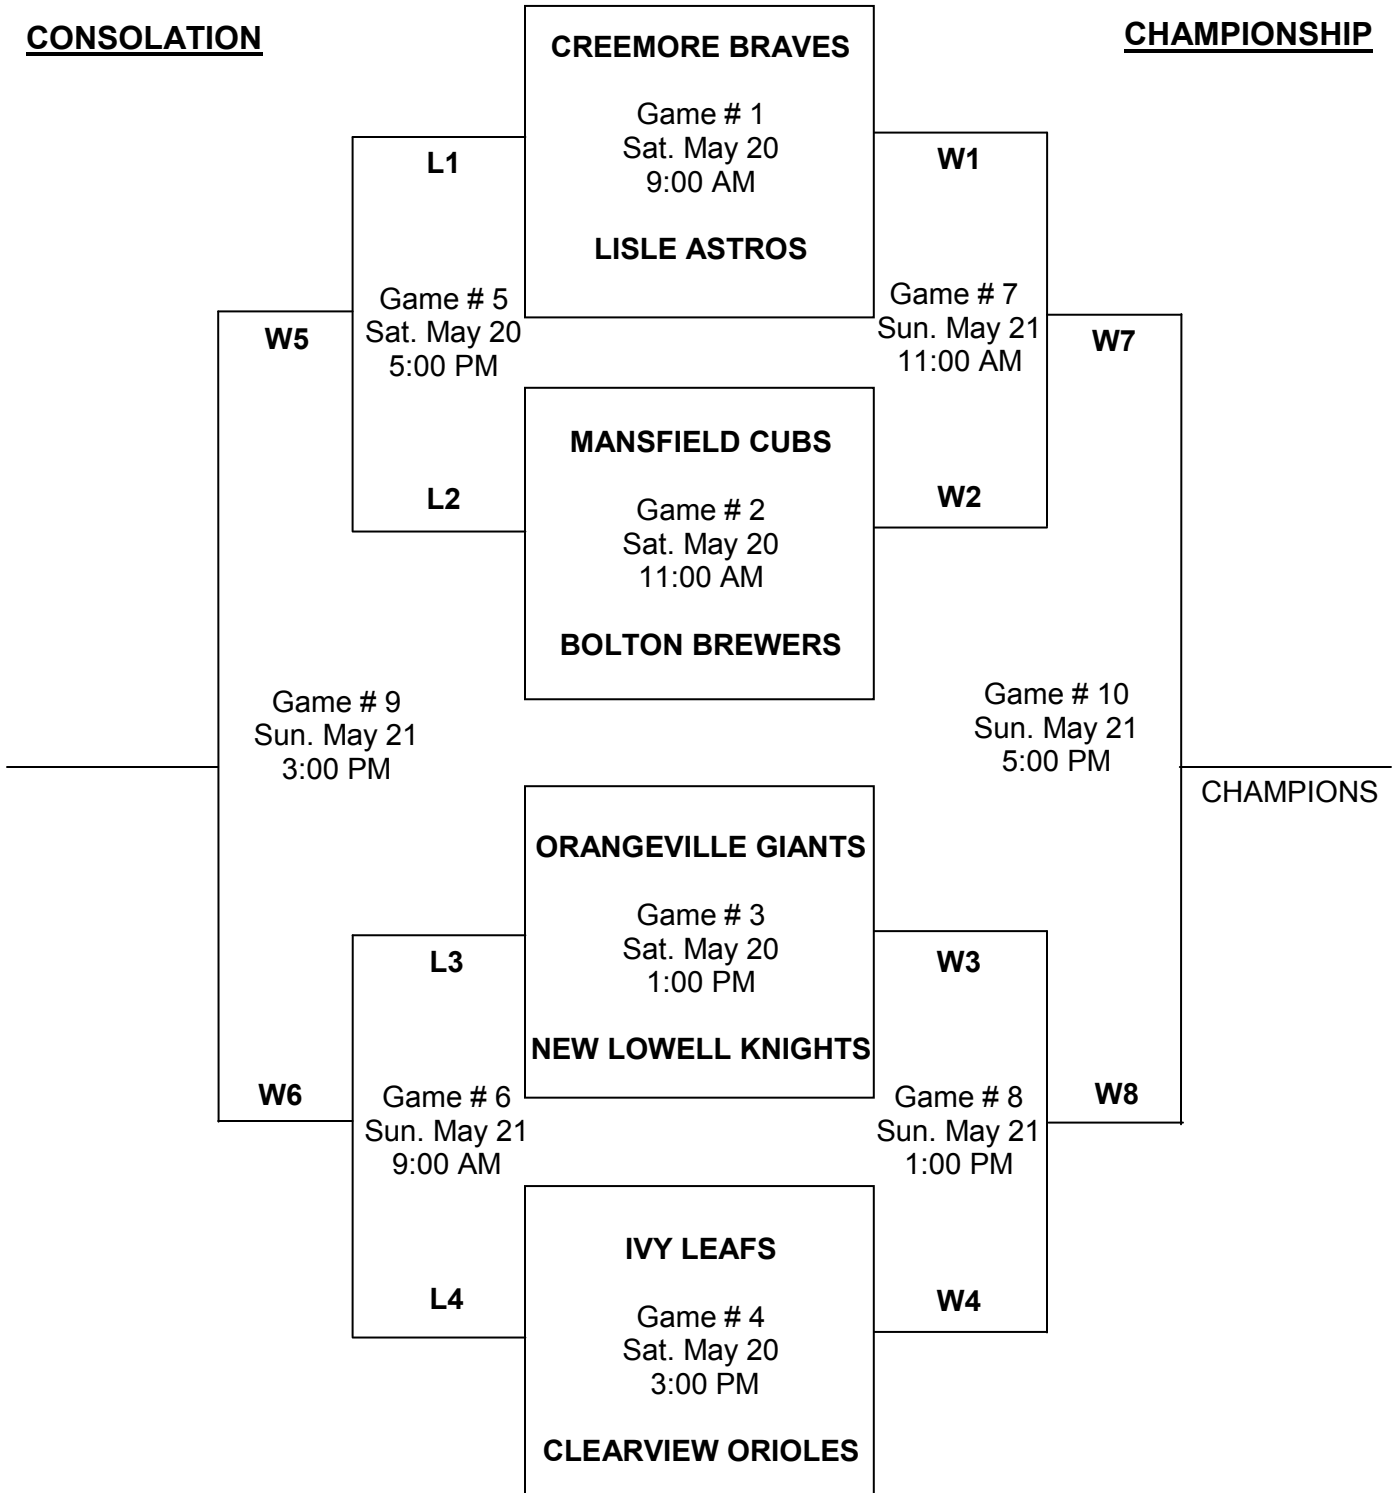 CONSOLATION
CHAMPIONSHIP
CREEMORE BRAVES
Game # 1
Sat. May 20
9:00 AM
LISLE ASTROS
L1
W1
Game # 5
Sat. May 20
5:00 PM
Game # 7
Sun. May 21
11:00 AM
W5
W7
MANSFIELD CUBS
Game # 2
Sat. May 20
11:00 AM
BOLTON BREWERS
L2
W2
Game # 9
Sun. May 21
3:00 PM
Game # 10
Sun. May 21
5:00 PM
CHAMPIONS
ORANGEVILLE GIANTS
Game # 3
Sat. May 20
1:00 PM
NEW LOWELL KNIGHTS
L3
W3
W6
Game # 6
Sun. May 21
9:00 AM
Game # 8
Sun. May 21
1:00 PM
W8
IVY LEAFS
Game # 4
Sat. May 20
3:00 PM
CLEARVIEW ORIOLES
L4
W4